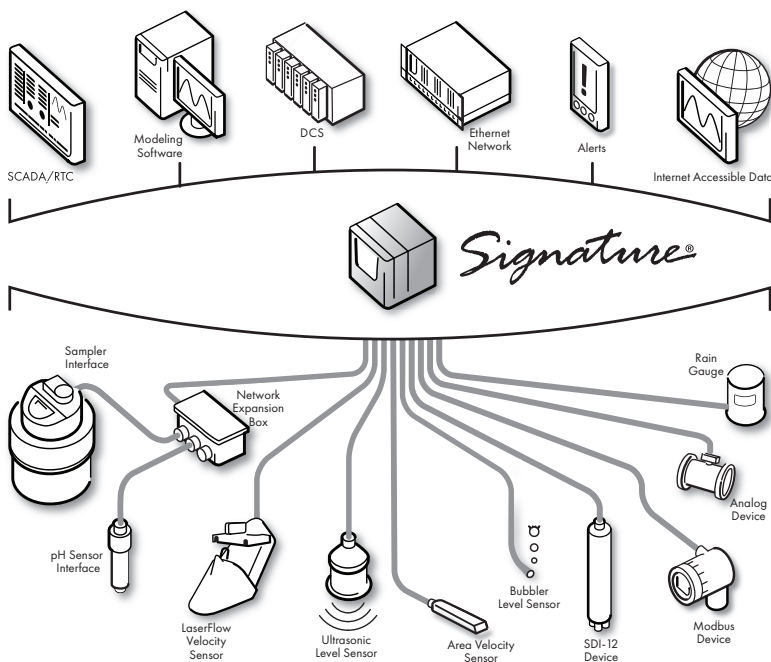 SCADA/RTC
Modeling
Software
DCS
Ethernet
Network
Alerts
Internet Accessible Data
Signature®
Sampler
Interface
Network
Expansion
Box
Rain
Gauge
Analog
Device
pH Sensor
Interface
LaserFlow
Velocity
Sensor
Ultrasonic
Level Sensor
Area Velocity
Sensor
Bubbler
Level Sensor
SDI-12
Device
Modbus
Device